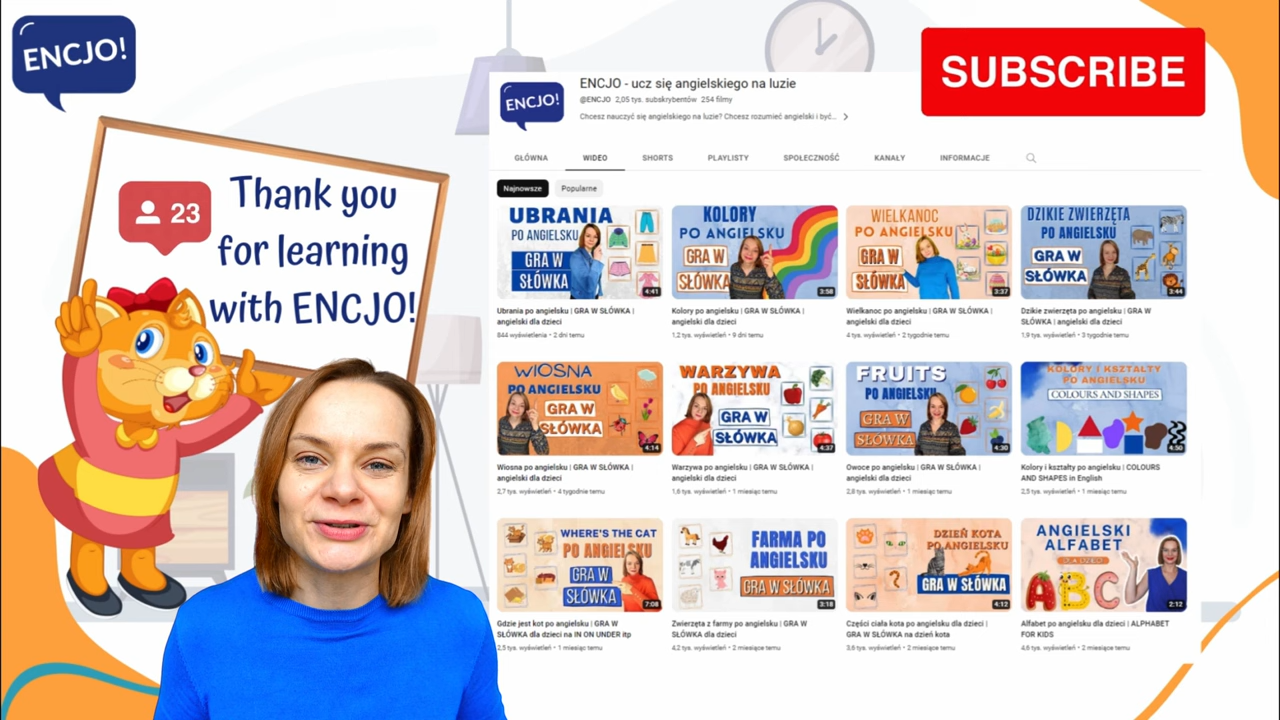 ENCJO!
SUBSCRIBE
23
Thank you
for learning
with ENCJO!
ENCJO!
ENCJO - ucz się angielskiego na luzie
@ENCJO 2,05 tys. subskrybentów 254 filmy
Chcesz nauczyć się angielskiego na luzie? Chcesz rozumieć angielski i być...
GŁÓWNA WIDEO SHORTS PLAYLISTY SPOŁECZNOŚĆ KANAŁY INFORMACJE
Najnowsze Popularne
UBRANIA
PO ANGIELSKU
GRA W
SŁÓWKA
4:41
Ubrania po angielsku | GRA W SŁÓWKA |
angielski dla dzieci
844 wyświetlenia • 2 dni temu
KOLORY
PO ANGIELSKU
GRA W
SŁÓWKA
3:58
Kolory po angielsku | GRA W SŁÓWKA |
angielski dla dzieci
1,2 tys. wyświetleń • 9 dni temu
WIELKANOC
PO ANGIELSKU
GRA W
SŁÓWKA
3:37
Wielkanoc po angielsku | GRA W SŁÓWKA |
angielski dla dzieci
4 tys. wyświetleń • 2 tygodnie temu
DZIKIE ZWIERZĘTA
PO ANGIELSKU
GRA W
SŁÓWKA
3:44
Dzikie zwierzęta po angielsku | GRA W
SŁÓWKA | angielski dla dzieci
1,9 tys. wyświetleń • 3 tygodnie temu
WIOSNA
PO ANGIELSKU
GRA W
SŁÓWKA
4:14
Wiosna po angielsku | GRA W SŁÓWKA |
angielski dla dzieci
2,7 tys. wyświetleń • 4 tygodnie temu
WARZYWA
PO ANGIELSKU
GRA W
SŁÓWKA
4:37
Warzywa po angielsku | GRA W SŁÓWKA |
angielski dla dzieci
1,6 tys. wyświetleń • 1 miesiąc temu
FRUITS
PO ANGIELSKU
GRA W
SŁÓWKA
4:30
Owoce po angielsku | GRA W SŁÓWKA |
angielski dla dzieci
2,8 tys. wyświetleń • 1 miesiąc temu
KOLORY I KSZTAŁTY
PO ANGIELSKU
COLOURS AND SHAPES
4:50
Kolory i kształty po angielsku | COLOURS
AND SHAPES in English
2,5 tys. wyświetleń • 1 miesiąc temu
WHERE'S THE CAT
PO ANGIELSKU
GRA W
SŁÓWKA
7:08
Gdzie jest kot po angielsku | GRA W
SŁÓWKA dla dzieci na IN ON UNDER itp
2,5 tys. wyświetleń • 1 miesiąc temu
FARMA PO
ANGIELSKU
GRA W SŁÓWKA
3:18
Zwierzęta z farmy po angielsku | GRA W
SŁÓWKA dla dzieci
4,2 tys. wyświetleń • 2 miesiące temu
DZIEŃ KOTA
PO ANGIELSKU
GRA W SŁÓWKA
4:12
Części ciała kota po angielsku dla dzieci |
GRA W SŁÓWKA na dzień kota
3,6 tys. wyświetleń • 2 miesiące temu
ANGIELSKI
ALFABET
DLA DZIECI
ABC
2:12
Alfabet po angielsku dla dzieci | ALPHABET
FOR KIDS
4,6 tys. wyświetleń • 2 miesiące temu